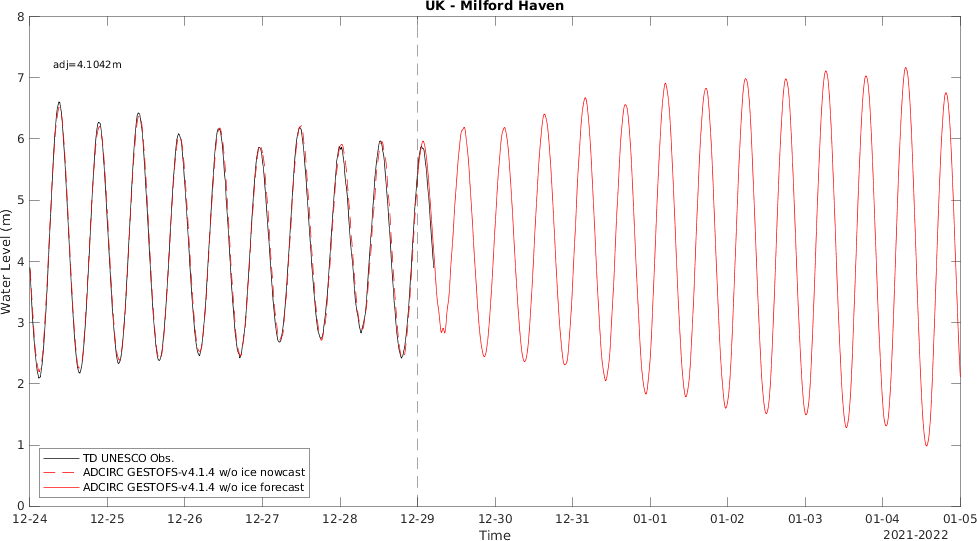 UK - Milford Haven
adj=4.1042m
Water Level (m)
8
7
6
5
4
3
2
1
0
TD UNESCO Obs.
ADCIRC GESTOFS-v4.1.4 w/o ice nowcast
ADCIRC GESTOFS-v4.1.4 w/o ice forecast
12-24 12-25 12-26 12-27 12-28 12-29 12-30 12-31 01-01 01-02 01-03 01-04 01-05
Time
2021-2022